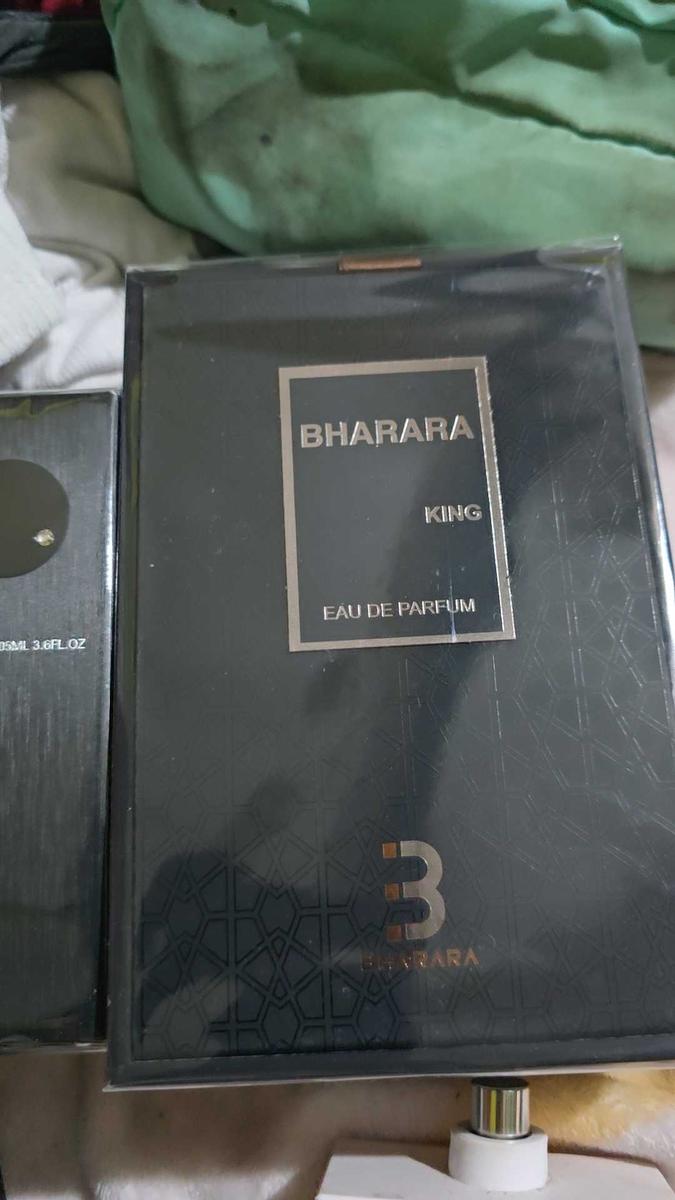 BHARARA
KING
EAU DE PARFUM
B
BHARARA
05ML 3.6FL.OZ